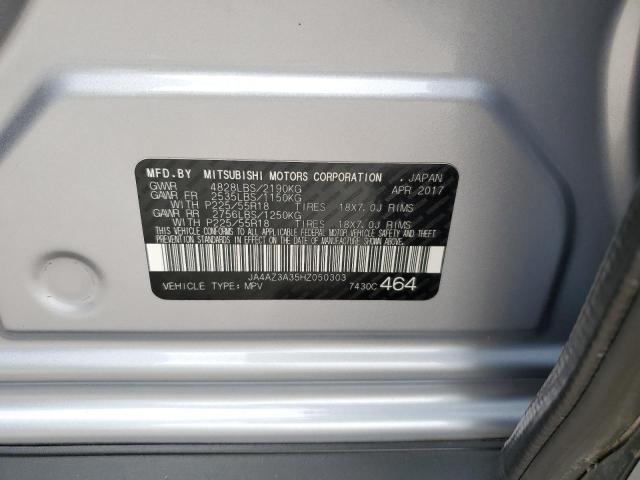 MFD.BY MITSUBISHI MOTORS CORPORATION . JAPAN
GVWR 4828LBS/2190KG APR 2017
GAWR FR 2535LBS/1150KG
WITH P225/55R18 TIRES 18X7.0J RIMS
GAWR RR 2756LBS/1250KG
WITH P225/55R18 TIRES 18X7.0J RIMS
THIS VEHICLE CONFORMS TO ALL APPLICABLE FEDERAL MOTOR VEHICLE SAFETY AND THEFT
PREVENTION STANDARDS IN EFFECT ON THE DATE OF MANUFACTURE SHOWN ABOVE.
JA4AZ3A35HZ050303
VEHICLE TYPE: MPV 7430C 464